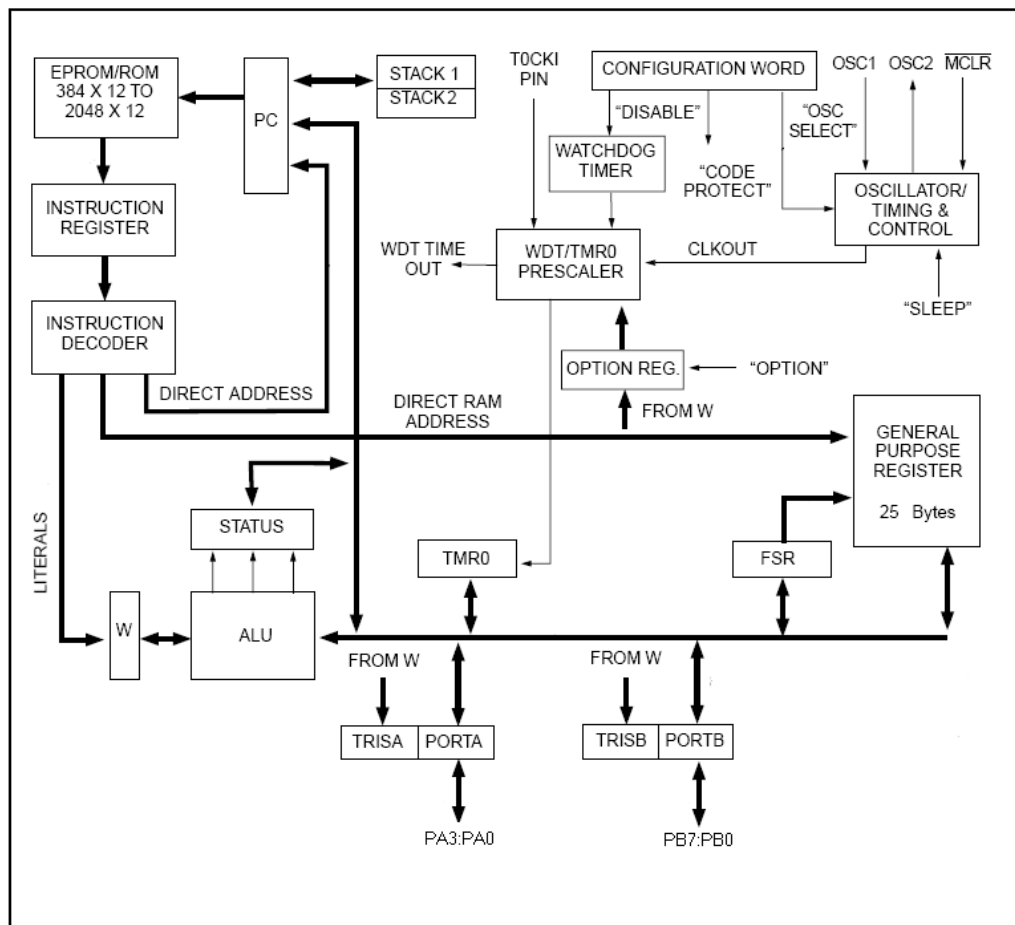 EPROM/ROM
384 X 12 TO
2048 X 12
PC
STACK 1
STACK2
T0CKI
PIN
CONFIGURATION WORD
OSC1
OSC2
MCLR
“DISABLE”
“OSC
SELECT”
WATCHDOG
TIMER
“CODE
PROTECT”
OSCILLATOR/
TIMING &
CONTROL
INSTRUCTION
REGISTER
WDT TIME
OUT
WDT/TMR0
PRESCALER
CLKOUT
“SLEEP”
INSTRUCTION
DECODER
OPTION REG.
“OPTION”
DIRECT ADDRESS
DIRECT RAM
ADDRESS
FROM W
GENERAL
PURPOSE
REGISTER
25 Bytes
LITERALS
STATUS
TMR0
FSR
W
ALU
FROM W
FROM W
TRISA
PORTA
TRISB
PORTB
PA3:PA0
PB7:PB0